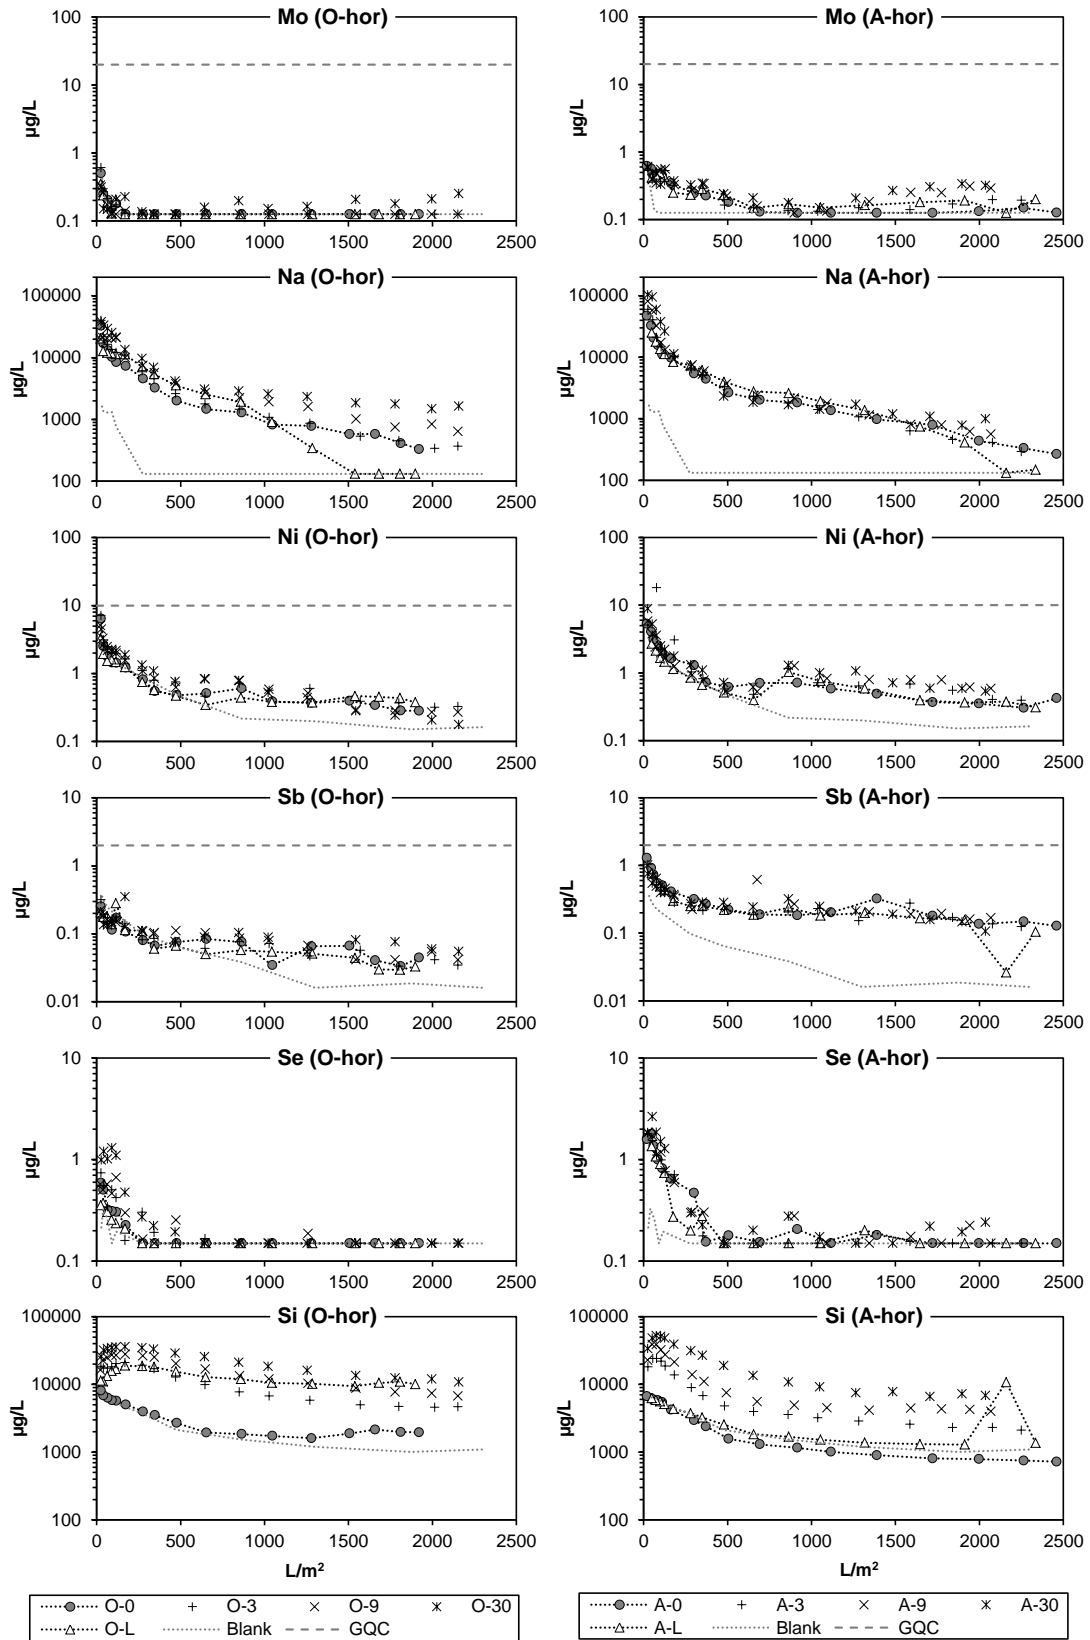 Mo (O-hor)
100
10
1
0.1
µg/L
0 500 1000 1500 2000 2500
Mo (A-hor)
100
10
1
0.1
µg/L
0 500 1000 1500 2000 2500
Na (O-hor)
100000
10000
1000
100
µg/L
0 500 1000 1500 2000 2500
Na (A-hor)
100000
10000
1000
100
µg/L
0 500 1000 1500 2000 2500
Ni (O-hor)
100
10
1
0.1
µg/L
0 500 1000 1500 2000 2500
Ni (A-hor)
100
10
1
0.1
µg/L
0 500 1000 1500 2000 2500
Sb (O-hor)
10
1
0.1
0.01
µg/L
0 500 1000 1500 2000 2500
Sb (A-hor)
10
1
0.1
0.01
µg/L
0 500 1000 1500 2000 2500
Se (O-hor)
10
1
0.1
µg/L
0 500 1000 1500 2000 2500
Se (A-hor)
10
1
0.1
µg/L
0 500 1000 1500 2000 2500
Si (O-hor)
100000
10000
1000
100
µg/L
0 500 1000 1500 2000 2500
L/m²
Si (A-hor)
100000
10000
1000
100
µg/L
0 500 1000 1500 2000 2500
L/m²
O-0 O-3 O-9 O-30
O-L Blank GQC
A-0 A-3 A-9 A-30
A-L Blank GQC